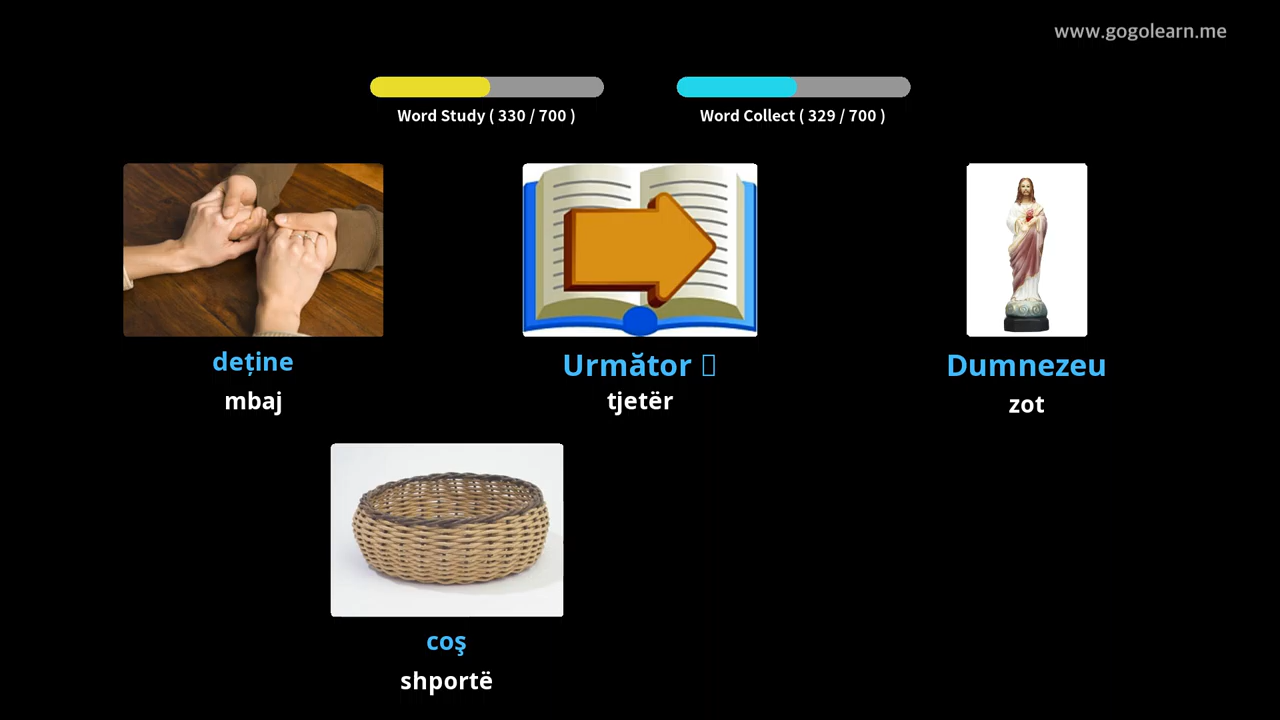 www.gogolearn.me
Word Study ( 330 / 700 )
Word Collect ( 329 / 700 )
deține
mbaj
Următor
tjetër
Dumnezeu
zot
coş
shportë